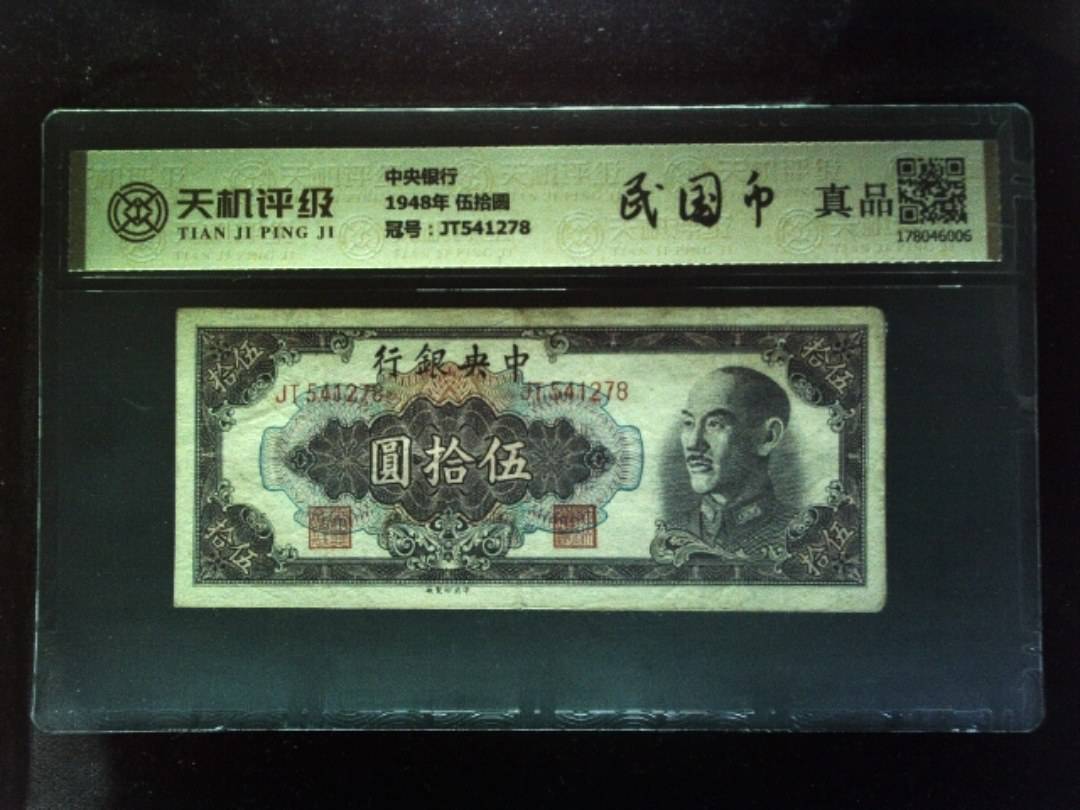 天机评级
TIAN JI PING JI
中央银行
1948年 伍拾圆
冠号：JT541278
民国币
真品
178046006
行銀央中
JT 541278
JT 541278
圓拾伍
拾伍
拾伍
拾伍
拾伍